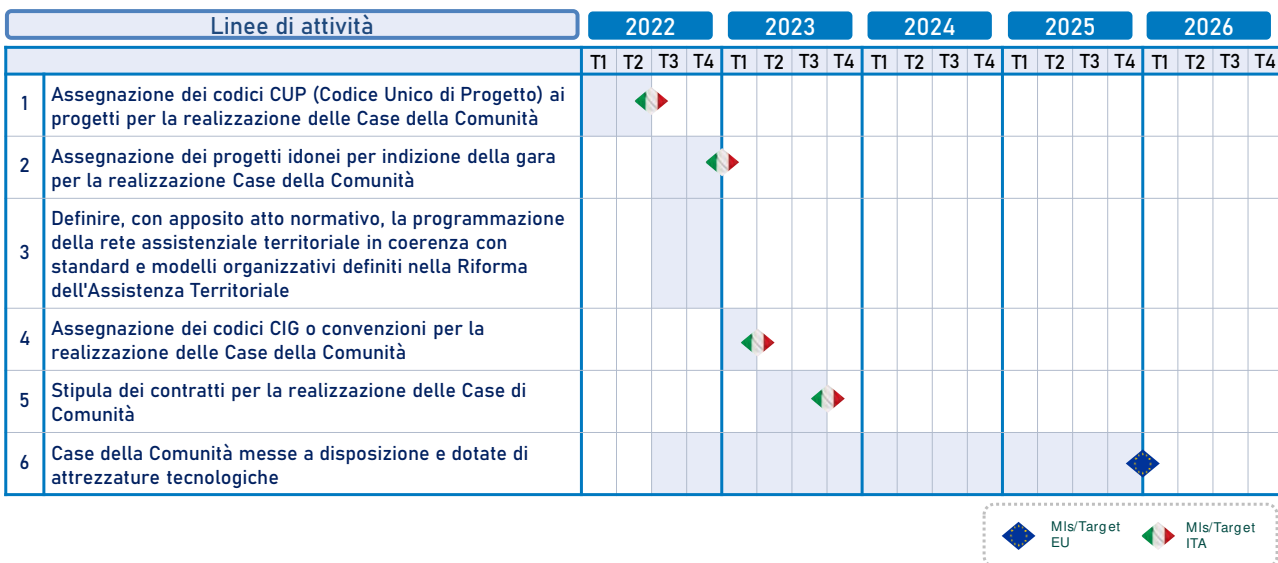 Linee di attività 2022 2023 2024 2025 2026
T1 T2 T3 T4 T1 T2 T3 T4 T1 T2 T3 T4 T1 T2 T3 T4 T1 T2 T3 T4
1 Assegnazione dei codici CUP (Codice Unico di Progetto) ai
progetti per la realizzazione delle Case della Comunità
2 Assegnazione dei progetti idonei per indizione della gara
per la realizzazione Case della Comunità
3 Definire, con apposito atto normativo, la programmazione
della rete assistenziale territoriale in coerenza con
standard e modelli organizzativi definiti nella Riforma
dell'Assistenza Territoriale
4 Assegnazione dei codici CIG o convenzioni per la
realizzazione delle Case della Comunità
5 Stipula dei contratti per la realizzazione delle Case di
Comunità
6 Case della Comunità messe a disposizione e dotate di
attrezzature tecnologiche
Mls/Target
EU
Mls/Target
ITA